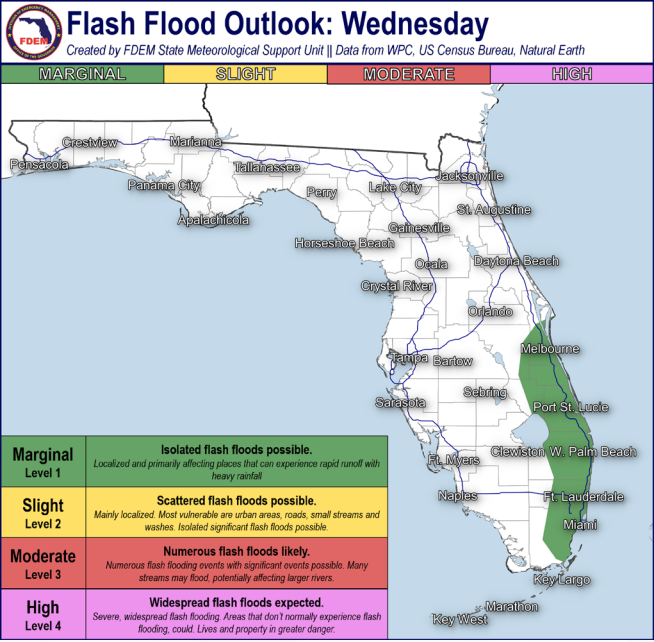 FDEM
Flash Flood Outlook: Wednesday
Created by FDEM State Meteorological Support Unit || Data from WPC, US Census Bureau, Natural Earth
MARGINAL SLIGHT MODERATE HIGH
Crestview Marianna
Pensacola
Tallahassee
Jacksonville
Panama City
Perry
Lake City
St. Augustine
Apalachicola
Gainesville
Horseshoe Beach
Ocala
Daytona Beach
Crystal River
Orlando
Melbourne
Tampa
Bartow
Sebring
Sarasota
Port St. Lucie
Clewiston W. Palm Beach
Ft. Myers
Naples
Ft. Lauderdale
Miami
Key Largo
Marathon
Key West
Marginal
Level 1
Isolated flash floods possible.
Localized and primarily affecting places that can experience rapid runoff with
heavy rainfall
Slight
Level 2
Scattered flash floods possible.
Mainly localized. Most vulnerable are urban areas, roads, small streams and
washes. Isolated significant flash floods possible.
Moderate
Level 3
Numerous flash floods likely.
Numerous flash flooding events with significant events possible. Many
streams may flood, potentially affecting larger rivers.
High
Level 4
Widespread flash floods expected.
Severe, widespread flash flooding. Areas that don't normally experience flash
flooding, could. Lives and property in greater danger.